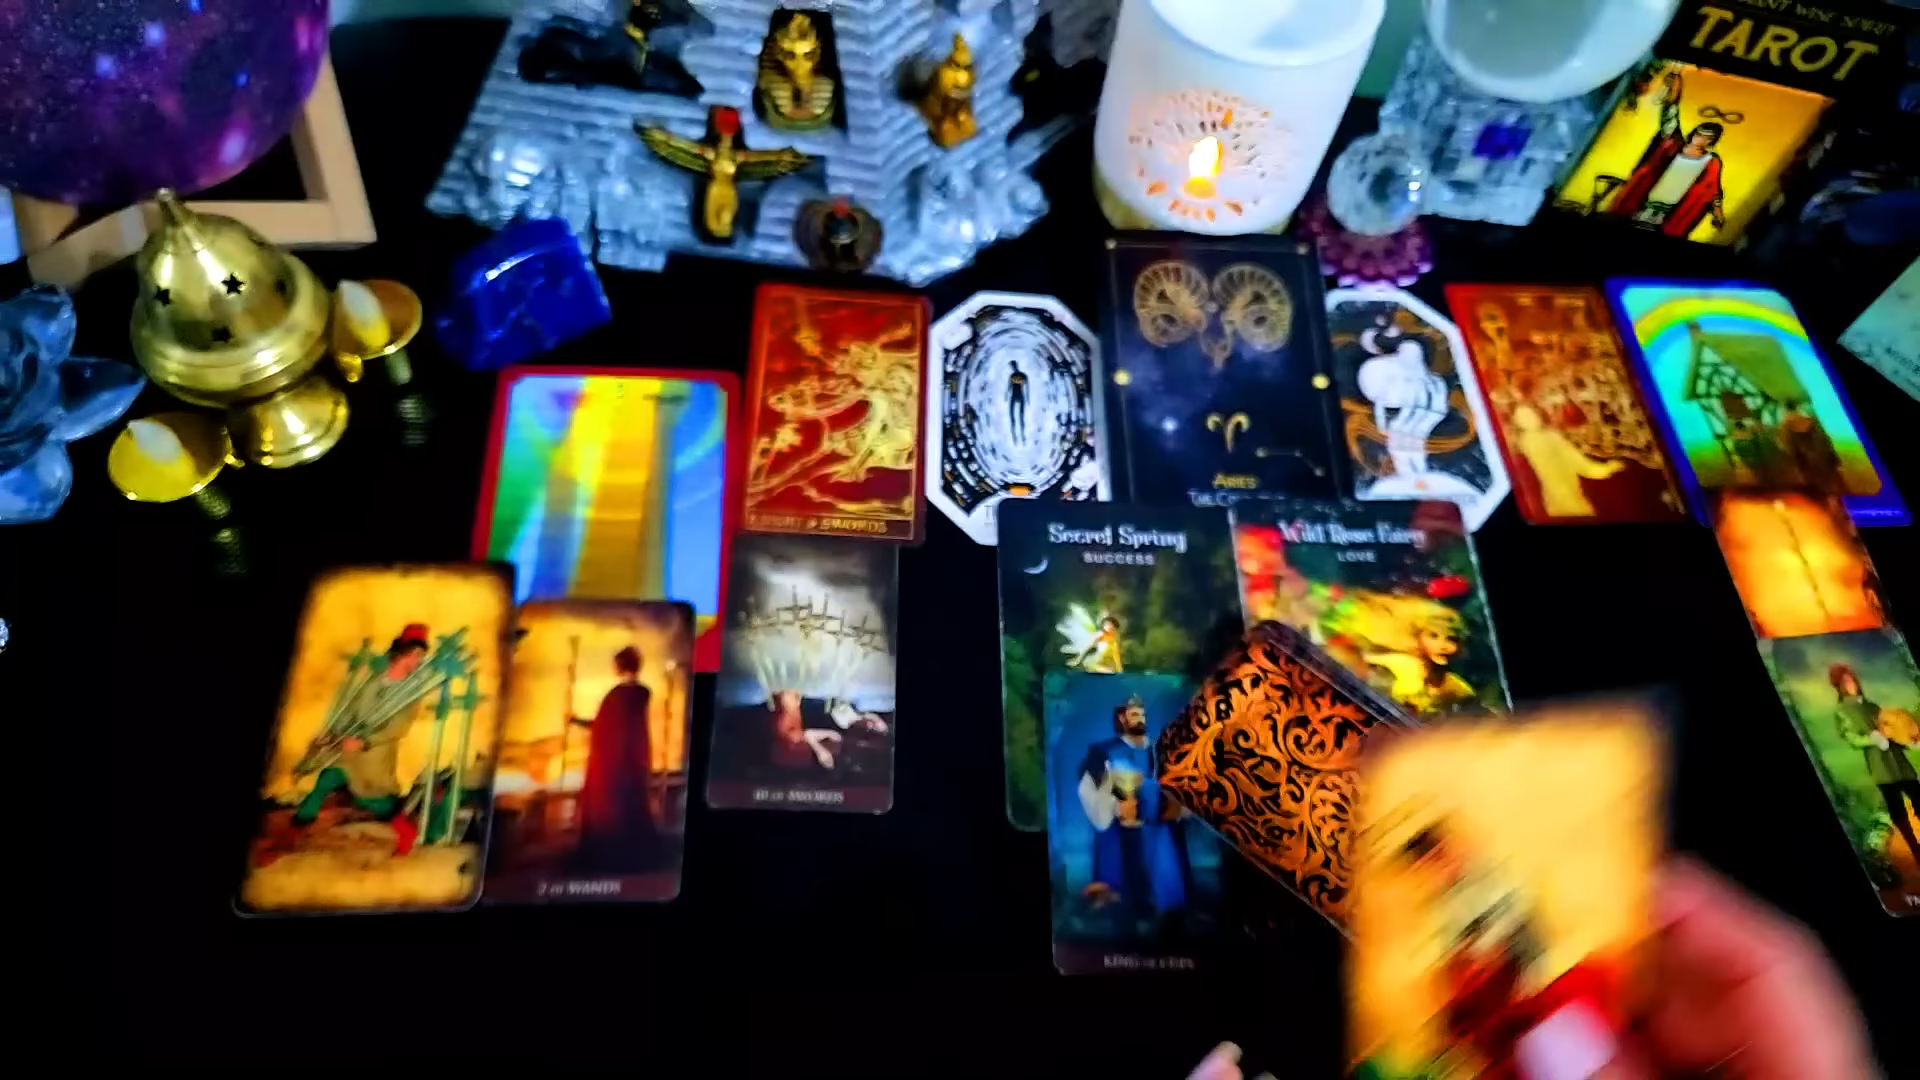 TAROT
ARIES
KNIGHT of SWORDS
Secret Spring
SUCCESS
Wild Rose Fairy
LOVE
10 of SWORDS
2 of WANDS
KING of CUPS